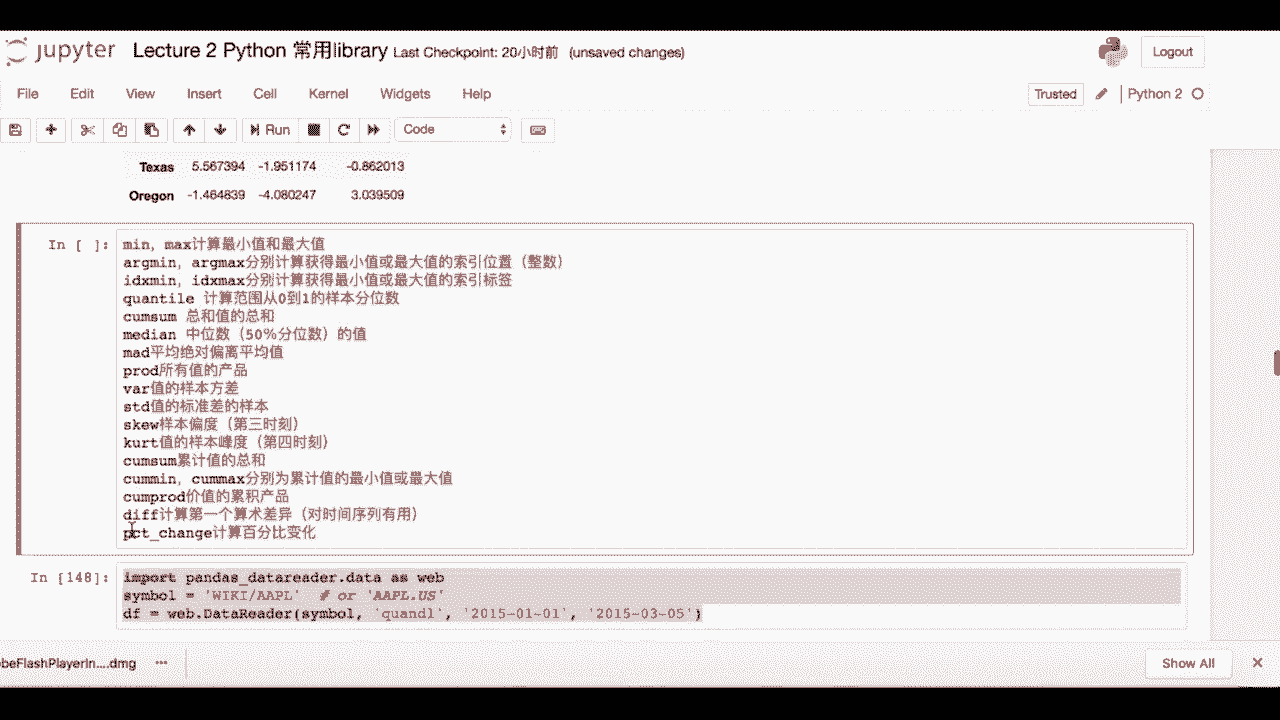 jupyter Lecture 2 Python 常用library Last Checkpoint: 20小时前 (unsaved changes)
Logout
File Edit View Insert Cell Kernel Widgets Help
Trusted Python 2
Run Code
Texas 5.567394 -1.951174 -0.862013
Oregon -1.464839 -4.080247 3.039509
In [ ]:
min, max计算最小值和最大值
argmin, argmax分别计算获得最小值或最大值的索引位置（整数）
idxmin, idxmax分别计算获得最小值或最大值的索引标签
quantile 计算范围从0到1的样本分位数
cumsum 总和值的总和
median 中位数（50%分位数）的值
mad平均绝对偏离平均值
prod所有值的产品
var值的样本方差
std值的标准差的样本
skew样本偏度（第三时刻）
kurt值的样本峰度（第四时刻）
cumsum累计值的总和
cummin, cummax分别为累计值的最小值或最大值
cumprod价值的累积产品
diff计算第一个算术差异（对时间序列有用）
pct_change计算百分比变化
In [148]:
import pandas_datareader.data as web
symbol = 'WIKI/AAPL' # or 'AAPL.US'
df = web.DataReader(symbol, 'quandl', '2015-01-01', '2015-03-05')
beFlashPlayerIn....dmg
Show All